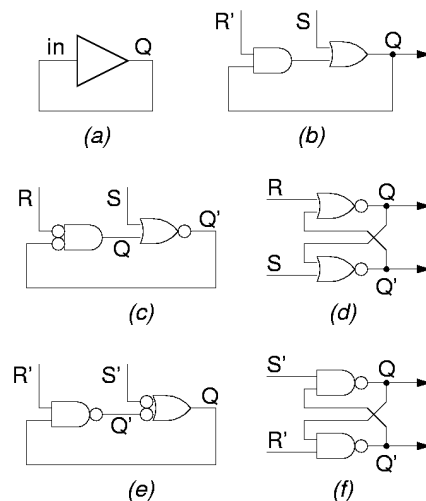 in Q
(a)
R' S Q
(b)
R S Q' Q
(c)
R Q
S Q'
(d)
R' S' Q Q'
(e)
S' Q
R' Q'
(f)